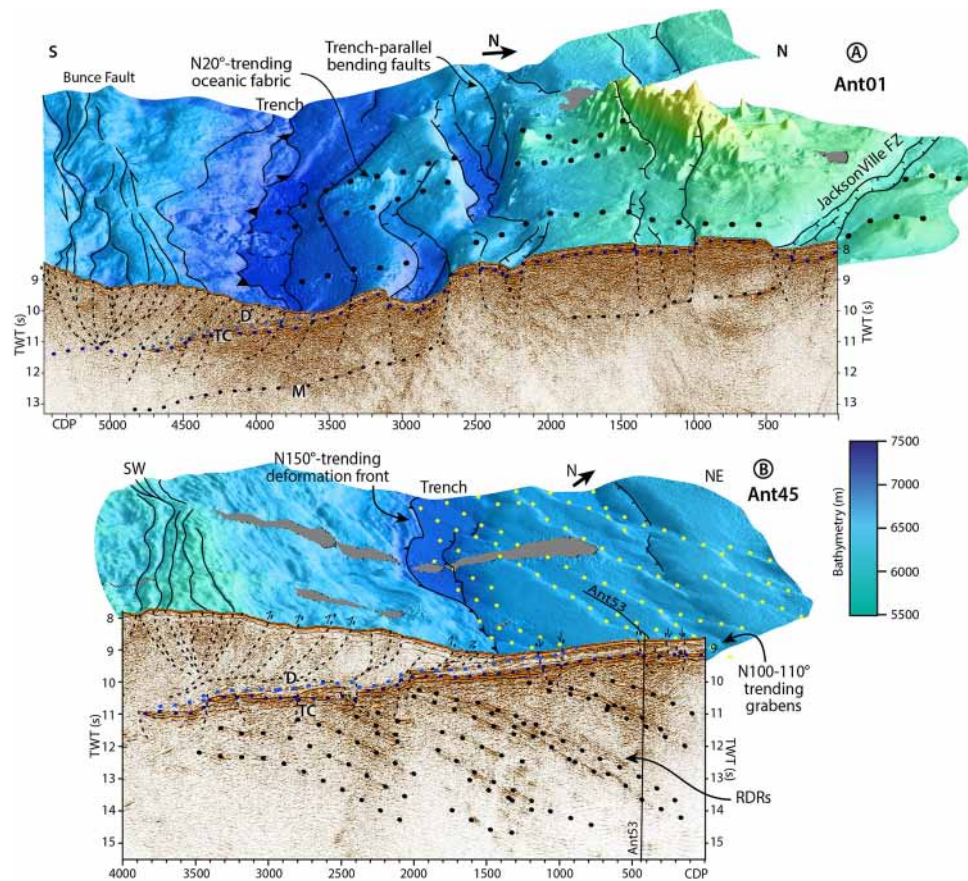 S
Bunce Fault
N20°-trending
oceanic fabric
Trench
Trench-parallel
bending faults
N
N
A
Ant01
JacksonVille FZ
8
9
10
11
12
13
TWT (s)
D
TC
M
9
10
11
12
13
TWT (s)
CDP 5000 4500 4000 3500 3000 2500 2000 1500 1000 500
SW
N150°-trending
deformation front
Trench
N
NE
B
Ant45
Ant53
7500
7000
6500
6000
5500
Bathymetry (m)
N100-110°
trending
grabens
8
9
10
11
12
13
14
15
TWT (s)
D
TC
9
10
11
12
13
14
15
TWT (s)
RDRs
Ant53
4000 3500 3000 2500 2000 1500 1000 500 CDP